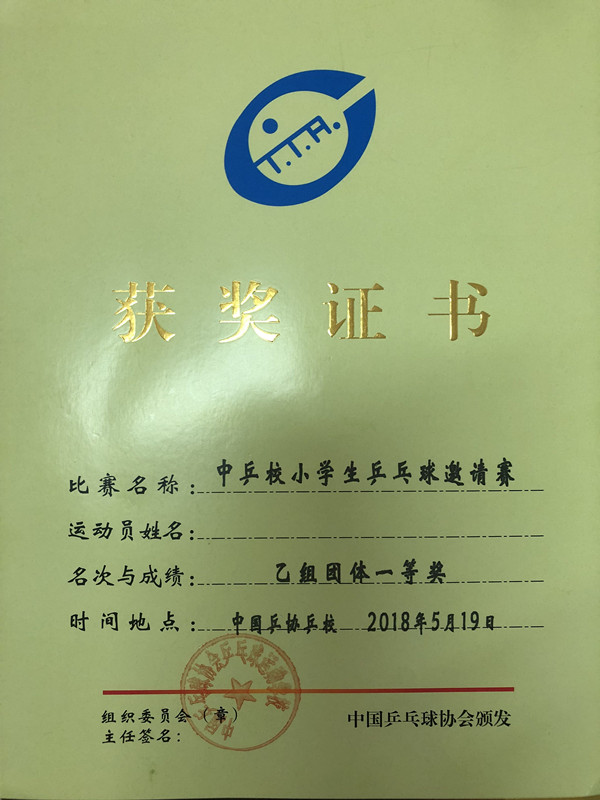 T.T.A.
获奖证书
比赛名称：中乒校小学生乒乓球邀请赛
运动员姓名：
名次与成绩：乙组团体一等奖
时间地点：中国乒协乒校 2018年5月19日
组织委员会（章）
中国乒乓球协会颁发
主任签名：